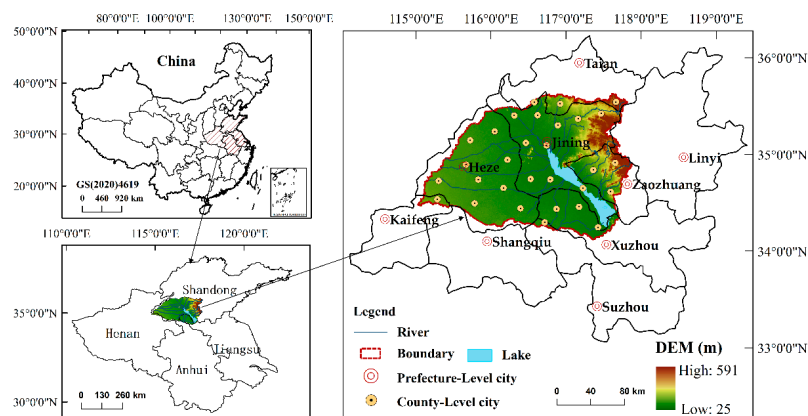 80°0'0"E 100°0'0"E 120°0'0"E 150°0'0"E
50°0'0"N
40°0'0"N
30°0'0"N
20°0'0"N
China
GS(2020)4619
0 460 920 km
110°0'0"E 115°0'0"E 120°0'0"E
35°0'0"N
30°0'0"N
Shandong
Henan
Jiangsu
Anhui
0 130 260 km
115°0'0"E 116°0'0"E 117°0'0"E 118°0'0"E 119°0'0"E
36°0'0"N
35°0'0"N
34°0'0"N
33°0'0"N
Taian
Jining
Linyi
Heze
Zaozhuang
Kaifeng
Shangqiu
Xuzhou
Suzhou
Legend
River
Boundary
Lake
Prefecture-Level city
County-Level city
0 40 80 km
DEM (m)
High: 591
Low: 25